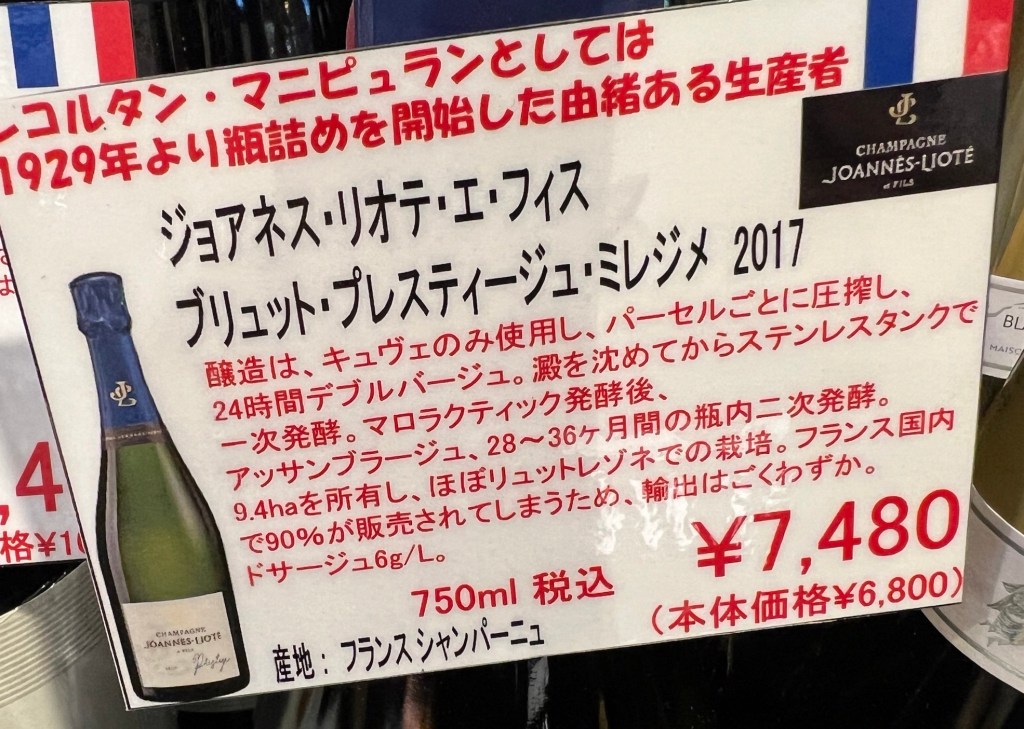 レコルタン・マニピュランとしては
1929年より瓶詰めを開始した由緒ある生産者
CHAMPAGNE
JOANNÈS-LIOTÉ
et FILS
ジョアネス・リオテ・エ・フィス
ブリュット・プレスティージュ・ミレジメ 2017
醸造は、キュヴェのみ使用し、パーセルごとに圧搾し、
24時間デブルバージュ。澱を沈めてからステンレスタンクで
一次発酵。マロラクティック発酵後、
アッサンブラージュ、28～36ヶ月間の瓶内二次発酵。
9.4haを所有し、ほぼリュットレゾネでの栽培。フランス国内
で90%が販売されてしまうため、輸出はごくわずか。
ドサージュ6g/L。
¥7,480
750ml 税込
(本体価格¥6,800)
産地：フランス シャンパーニュ
CHAMPAGNE
JOANNÈS-LIOTÉ
et FILS
BL
MAISO
,4
格¥10